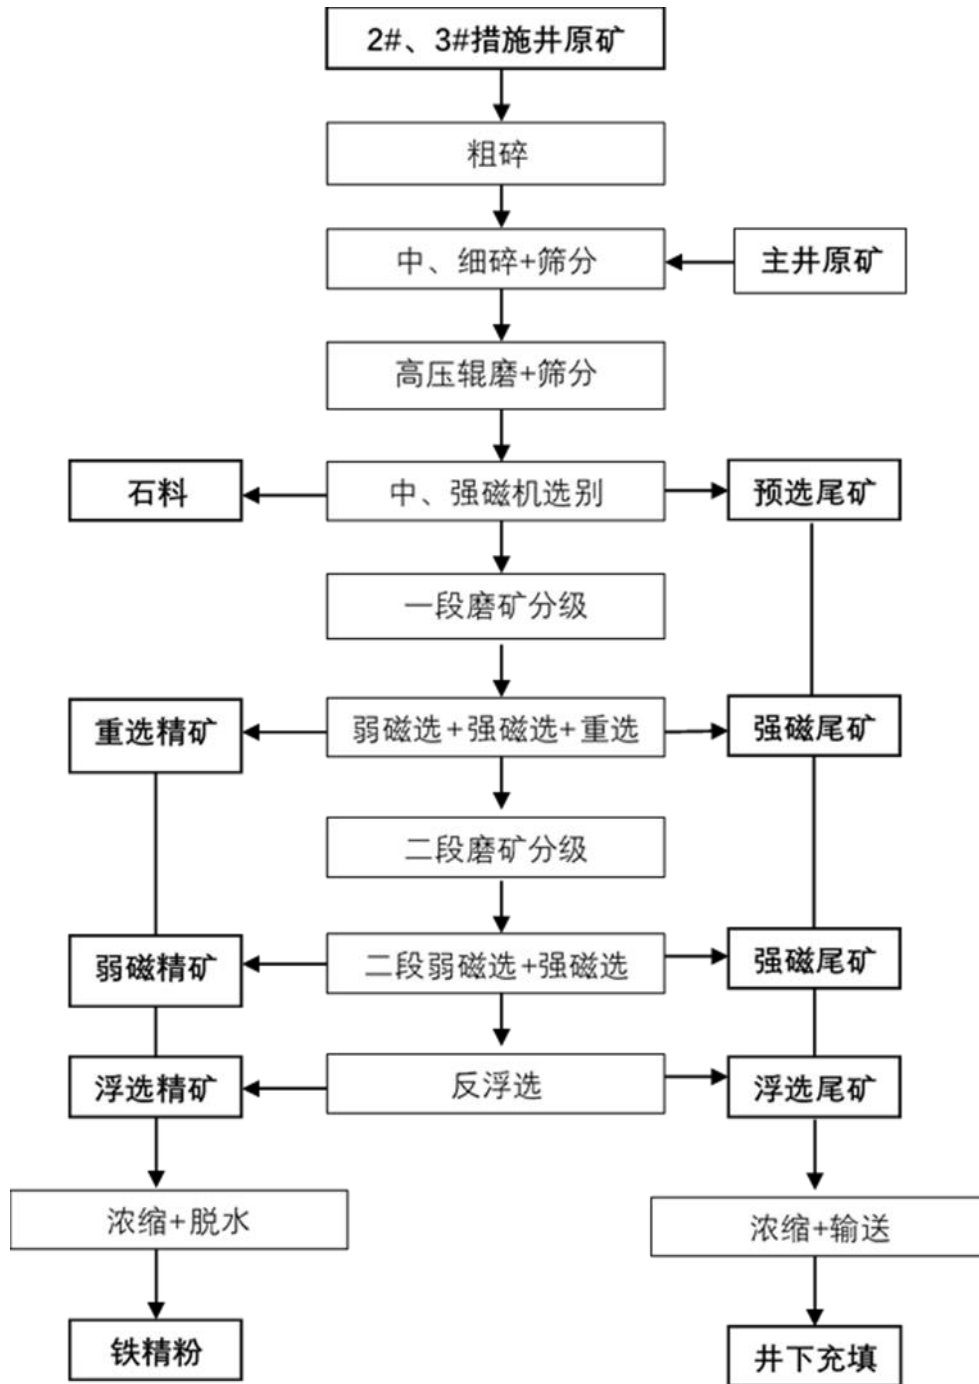 2#、3#措施井原矿
粗碎
中、细碎+筛分
主井原矿
高压辊磨+筛分
石料
中、强磁机选别
预选尾矿
一段磨矿分级
重选精矿
弱磁选+强磁选+重选
强磁尾矿
二段磨矿分级
弱磁精矿
二段弱磁选+强磁选
强磁尾矿
浮选精矿
反浮选
浮选尾矿
浓缩+脱水
浓缩+输送
铁精粉
井下充填